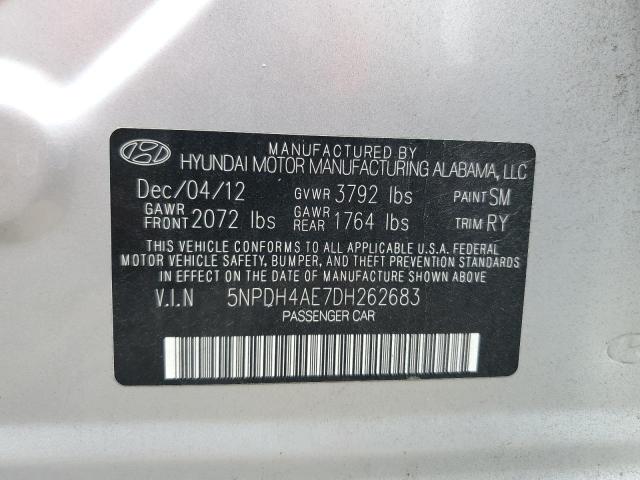 MANUFACTURED BY
HYUNDAI MOTOR MANUFACTURING ALABAMA, LLC
Dec/04/12 GVWR 3792 lbs PAINT SM
GAWR FRONT 2072 lbs GAWR REAR 1764 lbs TRIM RY
THIS VEHICLE CONFORMS TO ALL APPLICABLE U.S.A. FEDERAL
MOTOR VEHICLE SAFETY, BUMPER, AND THEFT PREVENTION
STANDARDS IN EFFECT ON THE DATE OF MANUFACTURE SHOWN ABOVE.
V.I.N 5NPDH4AE7DH262683
PASSENGER CAR